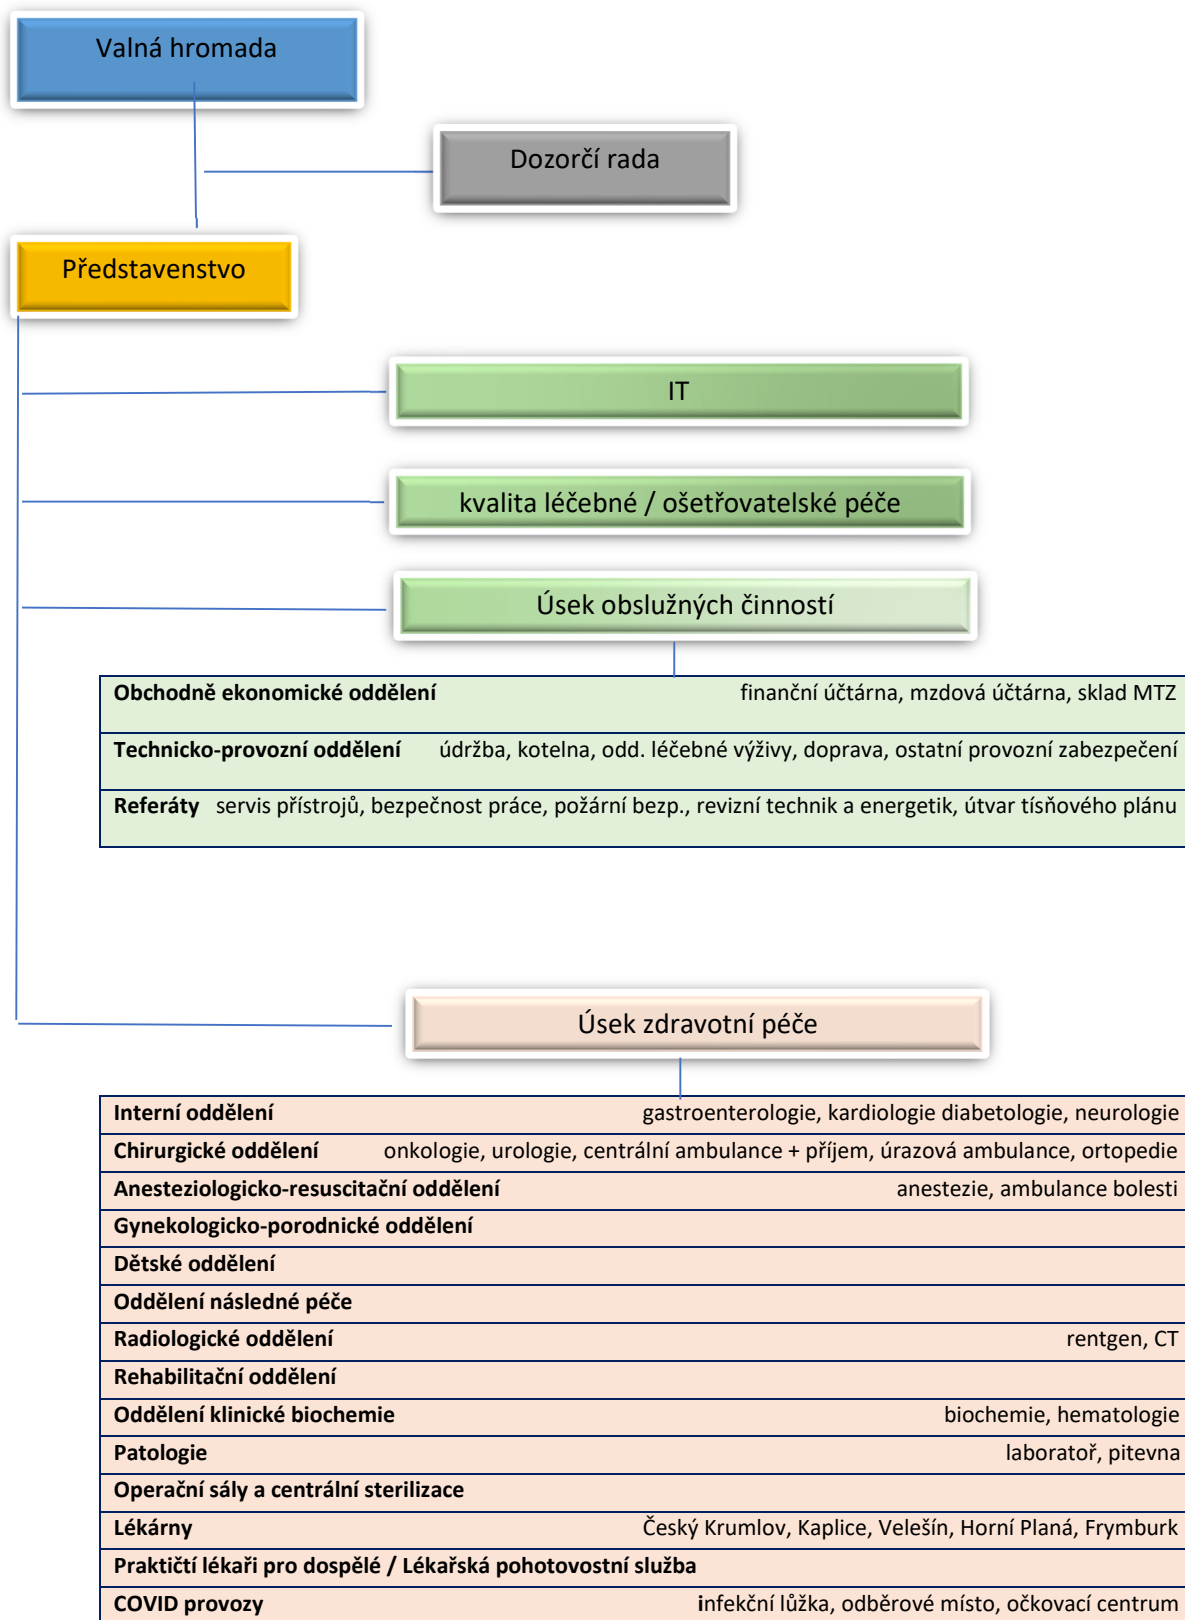 Valná hromada
Dozorčí rada
Představenstvo
IT
kvalita léčebné / ošetřovatelské péče
Úsek obslužných činností
Obchodně ekonomické oddělení finanční účtárna, mzdová účtárna, sklad MTZ
Technicko-provozní oddělení údržba, kotelna, odd. léčebné výživy, doprava, ostatní provozní zabezpečení
Referáty servis přístrojů, bezpečnost práce, požární bezp., revizní technik a energetik, útvar tísňového plánu
Úsek zdravotní péče
Interní oddělení gastroenterologie, kardiologie diabetologie, neurologie
Chirurgické oddělení onkologie, urologie, centrální ambulance + příjem, úrazová ambulance, ortopedie
Anesteziologicko-resuscitační oddělení anestezie, ambulance bolesti
Gynekologicko-porodnické oddělení
Dětské oddělení
Oddělení následné péče
Radiologické oddělení rentgen, CT
Rehabilitační oddělení
Oddělení klinické biochemie biochemie, hematologie
Patologie laboratoř, pitevna
Operační sály a centrální sterilizace
Lékárny Český Krumlov, Kaplice, Velešín, Horní Planá, Frymburk
Praktičtí lékaři pro dospělé / Lékařská pohotovostní služba
COVID provozy infekční lůžka, odběrové místo, očkovací centrum